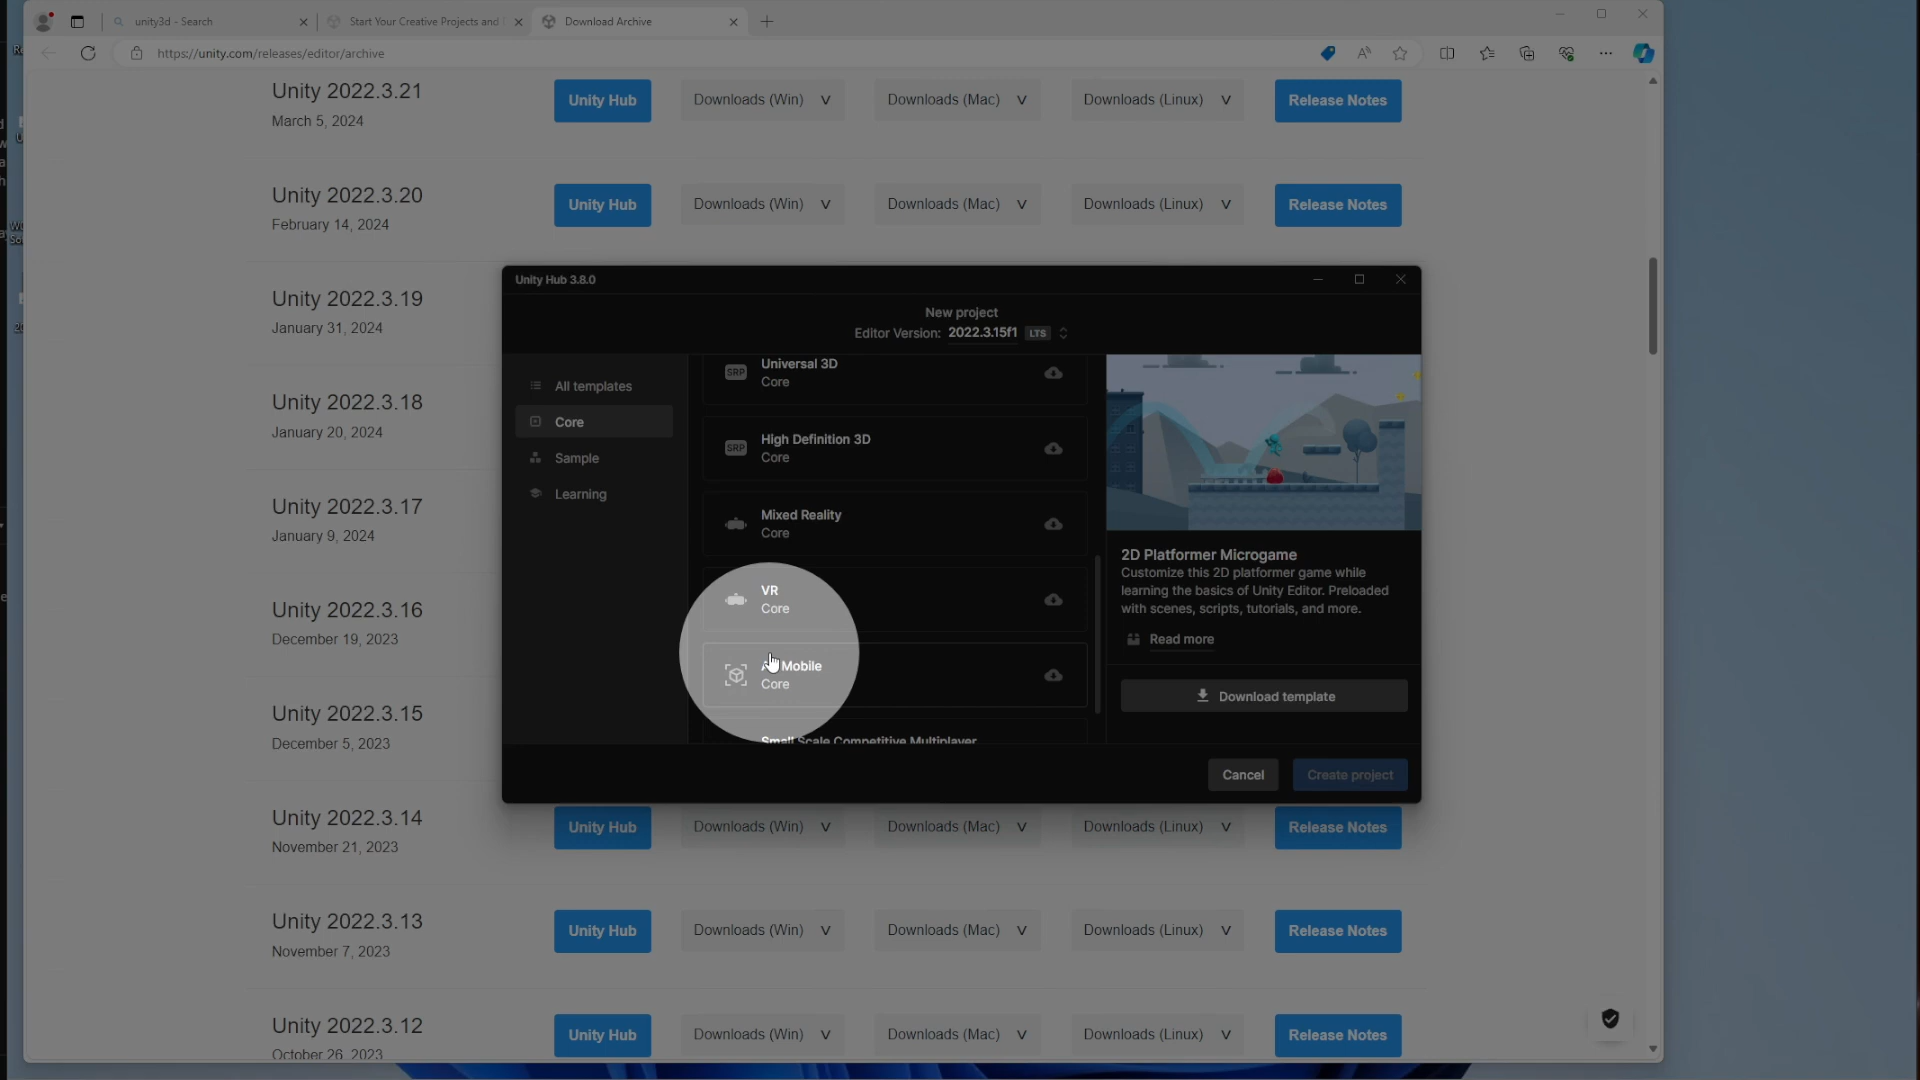 unity3d - Search
Start Your Creative Projects and
Download Archive
https://unity.com/releases/editor/archive
Unity 2022.3.21
March 5, 2024
Unity Hub
Downloads (Win)
Downloads (Mac)
Downloads (Linux)
Release Notes
Unity 2022.3.20
February 14, 2024
Unity Hub
Downloads (Win)
Downloads (Mac)
Downloads (Linux)
Release Notes
Unity 2022.3.19
January 31, 2024
Unity 2022.3.18
January 20, 2024
Unity 2022.3.17
January 9, 2024
Unity 2022.3.16
December 19, 2023
Unity 2022.3.15
December 5, 2023
Unity Hub 3.8.0
New project
Editor Version: 2022.3.15f1 LTS
All templates
Core
Sample
Learning
SRP
Universal 3D
Core
SRP
High Definition 3D
Core
Mixed Reality
Core
VR
Core
Mobile
Core
Small Scale Competitive Multiplayer
2D Platformer Microgame
Customize this 2D platformer game while
learning the basics of Unity Editor. Preloaded
with scenes, scripts, tutorials, and more.
Read more
Download template
Cancel
Create project
Unity 2022.3.14
November 21, 2023
Unity Hub
Downloads (Win)
Downloads (Mac)
Downloads (Linux)
Release Notes
Unity 2022.3.13
November 7, 2023
Unity Hub
Downloads (Win)
Downloads (Mac)
Downloads (Linux)
Release Notes
Unity 2022.3.12
October 26, 2023
Unity Hub
Downloads (Win)
Downloads (Mac)
Downloads (Linux)
Release Notes